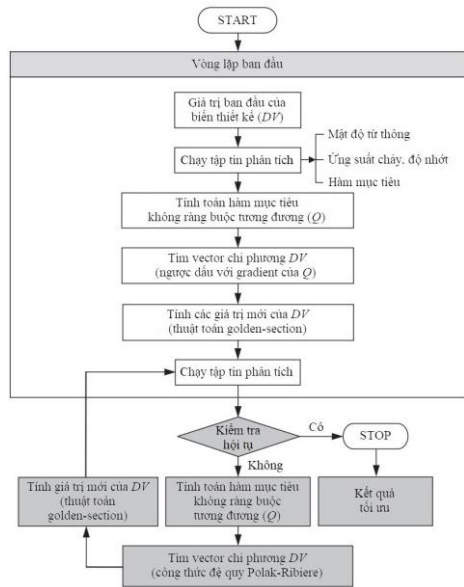 START
Vòng lặp ban đầu
Giá trị ban đầu của
biến thiết kế (DV)
Chạy tập tin phân tích
Mật độ từ thông
Ứng suất chảy, độ nhớt
Hàm mục tiêu
Tính toán hàm mục tiêu
không ràng buộc tương đương (Q)
Tìm vector chỉ phương DV
(ngược dấu với gradient của Q)
Tính các giá trị mới của DV
(thuật toán golden-section)
Chạy tập tin phân tích
Kiểm tra
hội tụ
Có
STOP
Không
Tính giá trị mới của DV
(thuật toán
golden-section)
Tính toán hàm mục tiêu
không ràng buộc
tương đương (Q)
Kết quả
tối ưu
Tìm vector chỉ phương DV
(công thức đệ quy Polak-Ribiere)